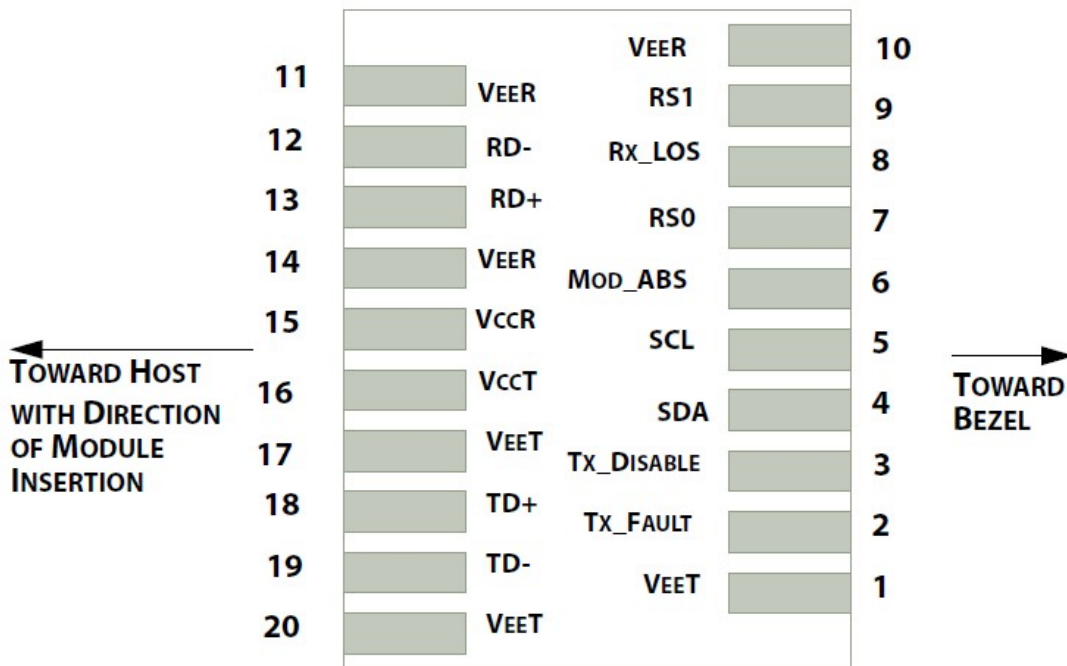 11 VEER
12 RD-
13 RD+
14 VEER
15 VCCR
16 VCCT
17 VEET
18 TD+
19 TD-
20 VEET
VEER 10
RS1 9
RX_LOS 8
RS0 7
MOD_ABS 6
SCL 5
SDA 4
TX_DISABLE 3
TX_FAULT 2
VEET 1
TOWARD HOST
WITH DIRECTION
OF MODULE
INSERTION
TOWARD
BEZEL